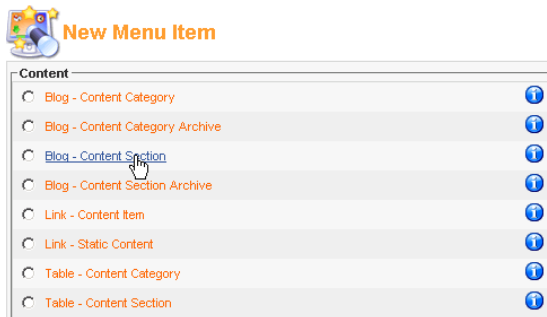 New Menu Item
Content
Blog - Content Category
Blog - Content Category Archive
Blog - Content Section
Blog - Content Section Archive
Link - Content Item
Link - Static Content
Table - Content Category
Table - Content Section